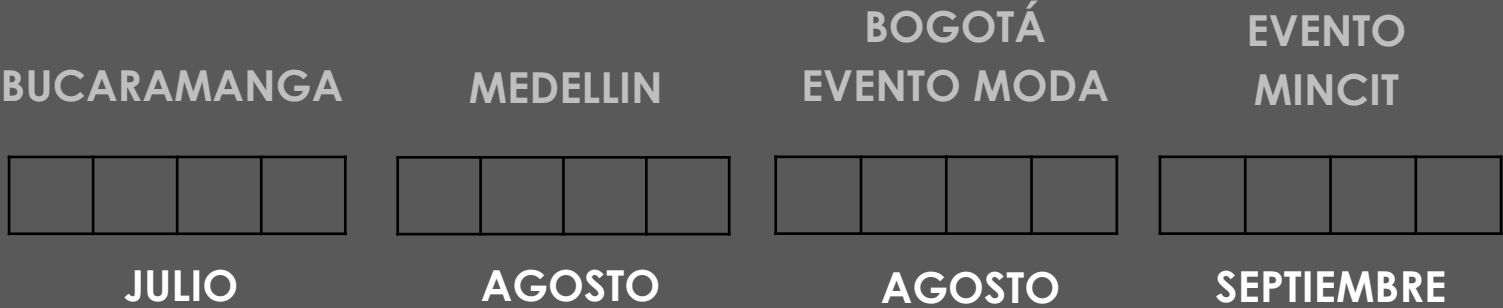 BUCARAMANGA
MEDELLIN
BOGOTÁ
EVENTO MODA
EVENTO
MINCIT
JULIO
AGOSTO
AGOSTO
SEPTIEMBRE